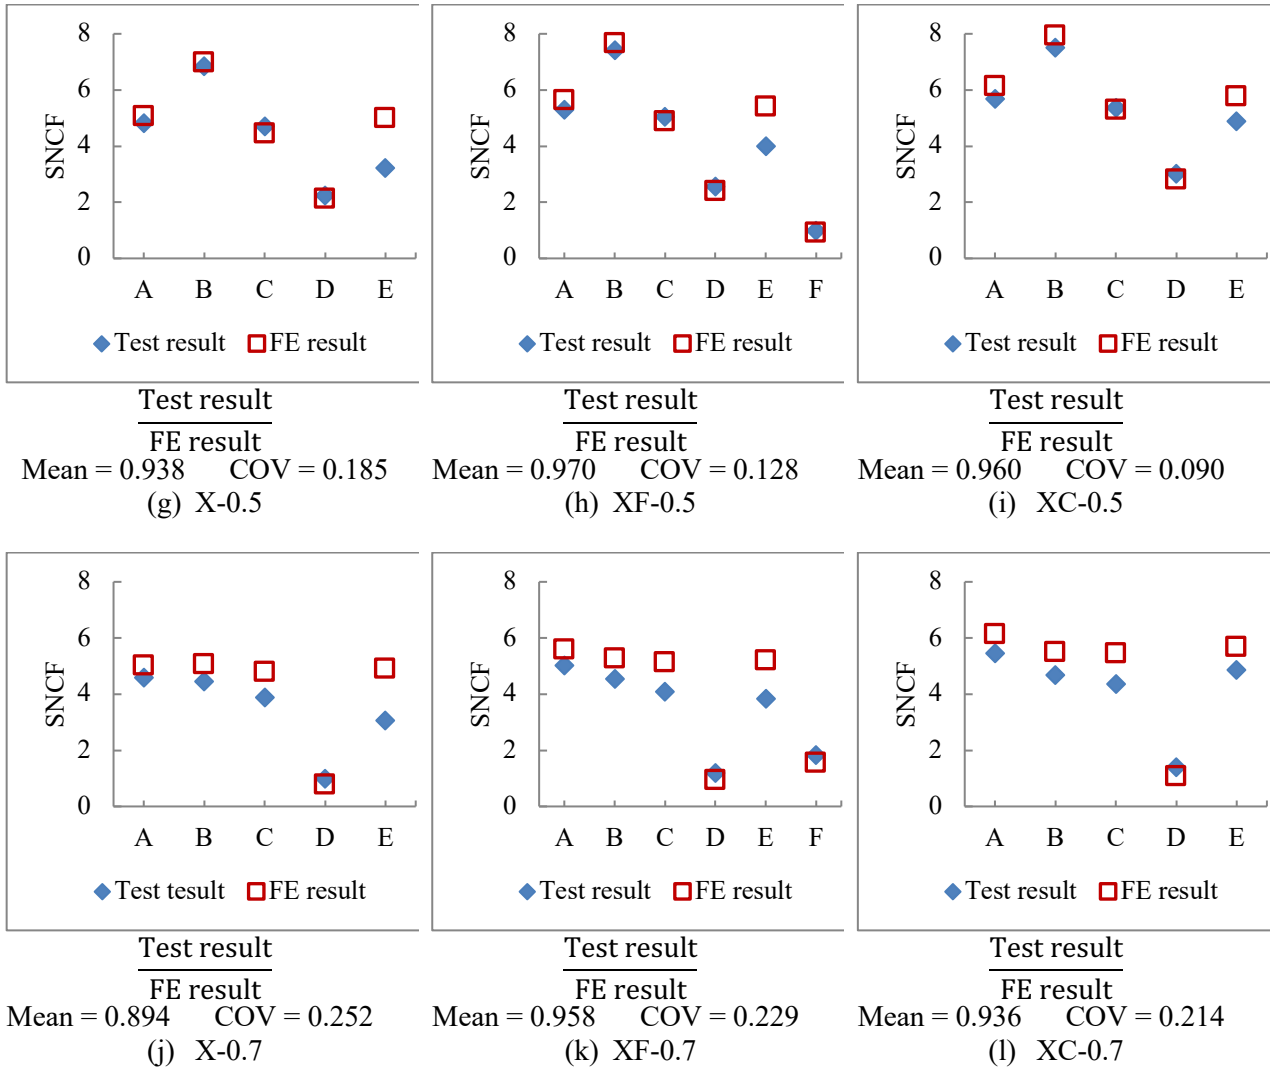 8
6
4
2
0
SNCF
A B C D E
Test result FE result
Test result
FE result
Mean = 0.938 COV = 0.185
(g) X-0.5
8
6
4
2
0
SNCF
A B C D E F
Test result FE result
Test result
FE result
Mean = 0.970 COV = 0.128
(h) XF-0.5
8
6
4
2
0
SNCF
A B C D E
Test result FE result
Test result
FE result
Mean = 0.960 COV = 0.090
(i) XC-0.5
8
6
4
2
0
SNCF
A B C D E
Test tesult FE result
Test result
FE result
Mean = 0.894 COV = 0.252
(j) X-0.7
8
6
4
2
0
SNCF
A B C D E F
Test result FE result
Test result
FE result
Mean = 0.958 COV = 0.229
(k) XF-0.7
8
6
4
2
0
SNCF
A B C D E
Test result FE result
Test result
FE result
Mean = 0.936 COV = 0.214
(l) XC-0.7